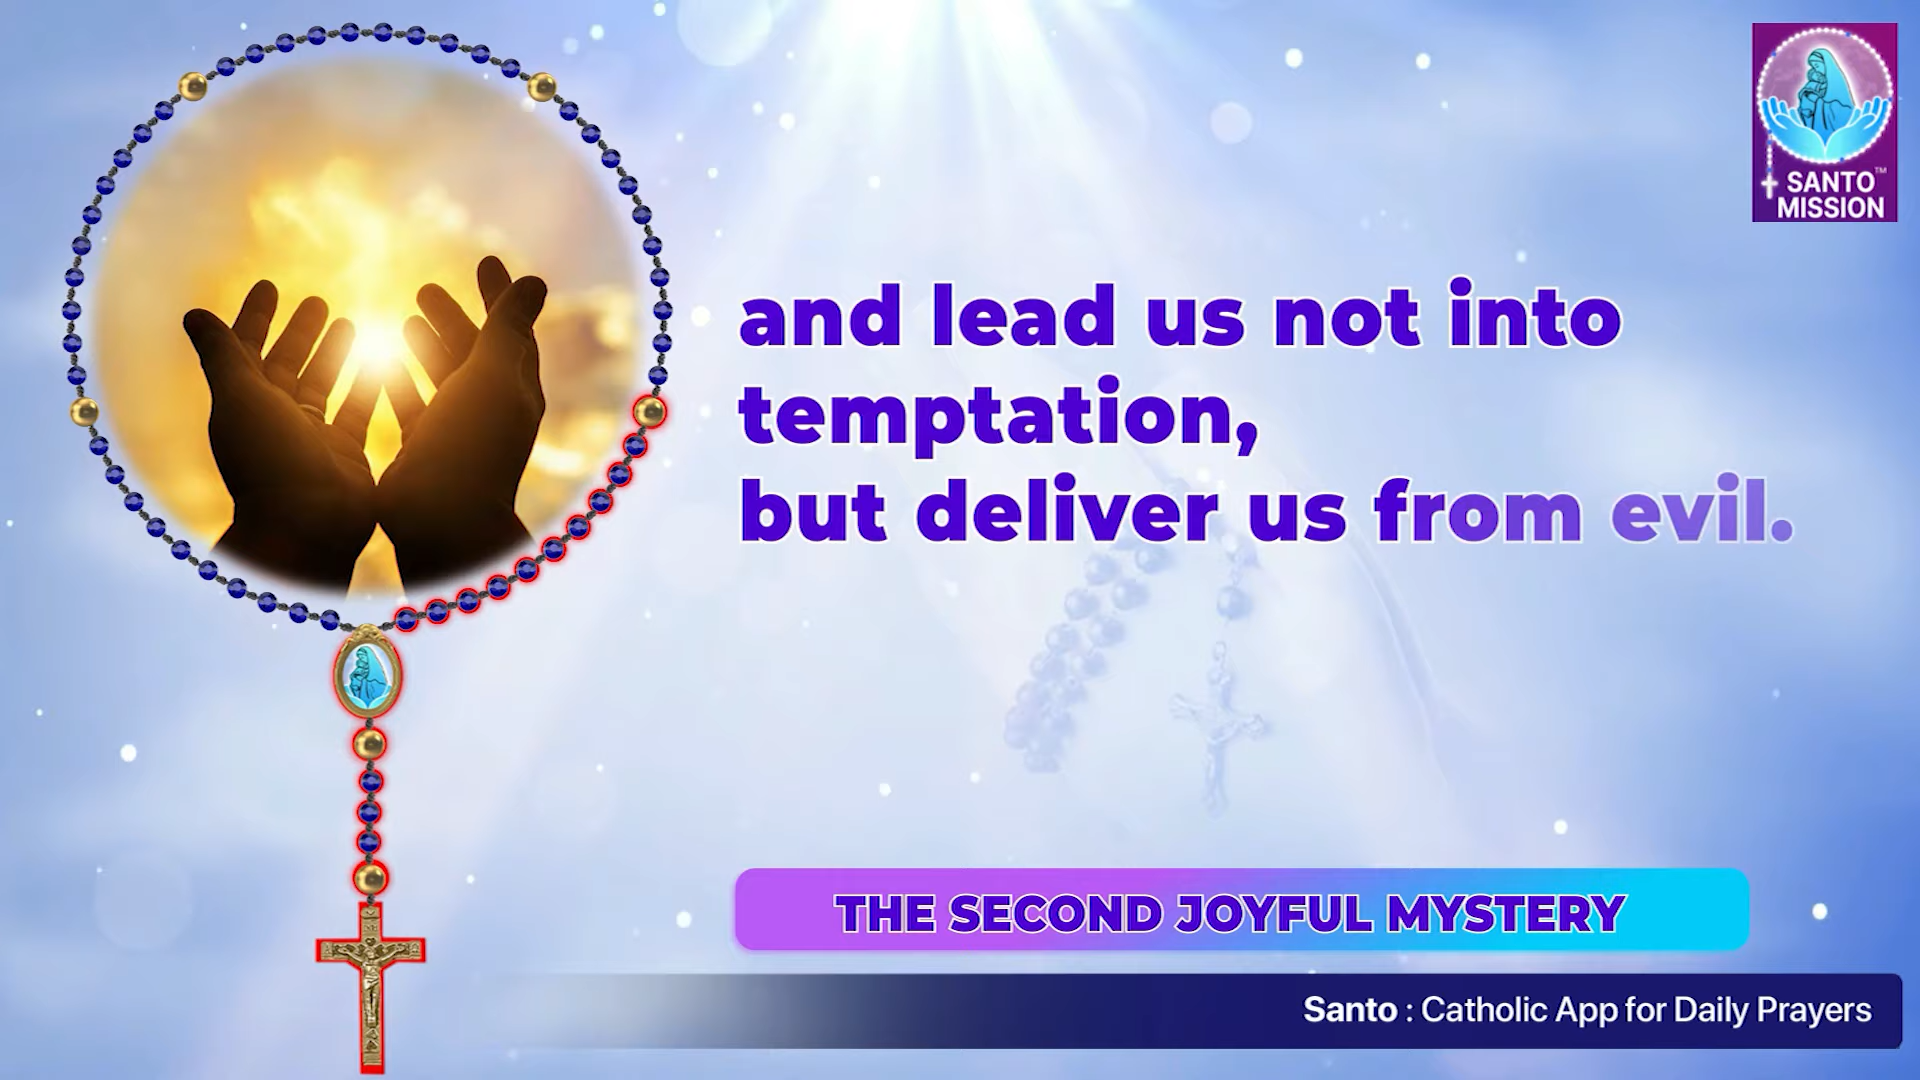 SANTO™
MISSION
and lead us not into
temptation,
but deliver us from evil.
THE SECOND JOYFUL MYSTERY
Santo : Catholic App for Daily Prayers